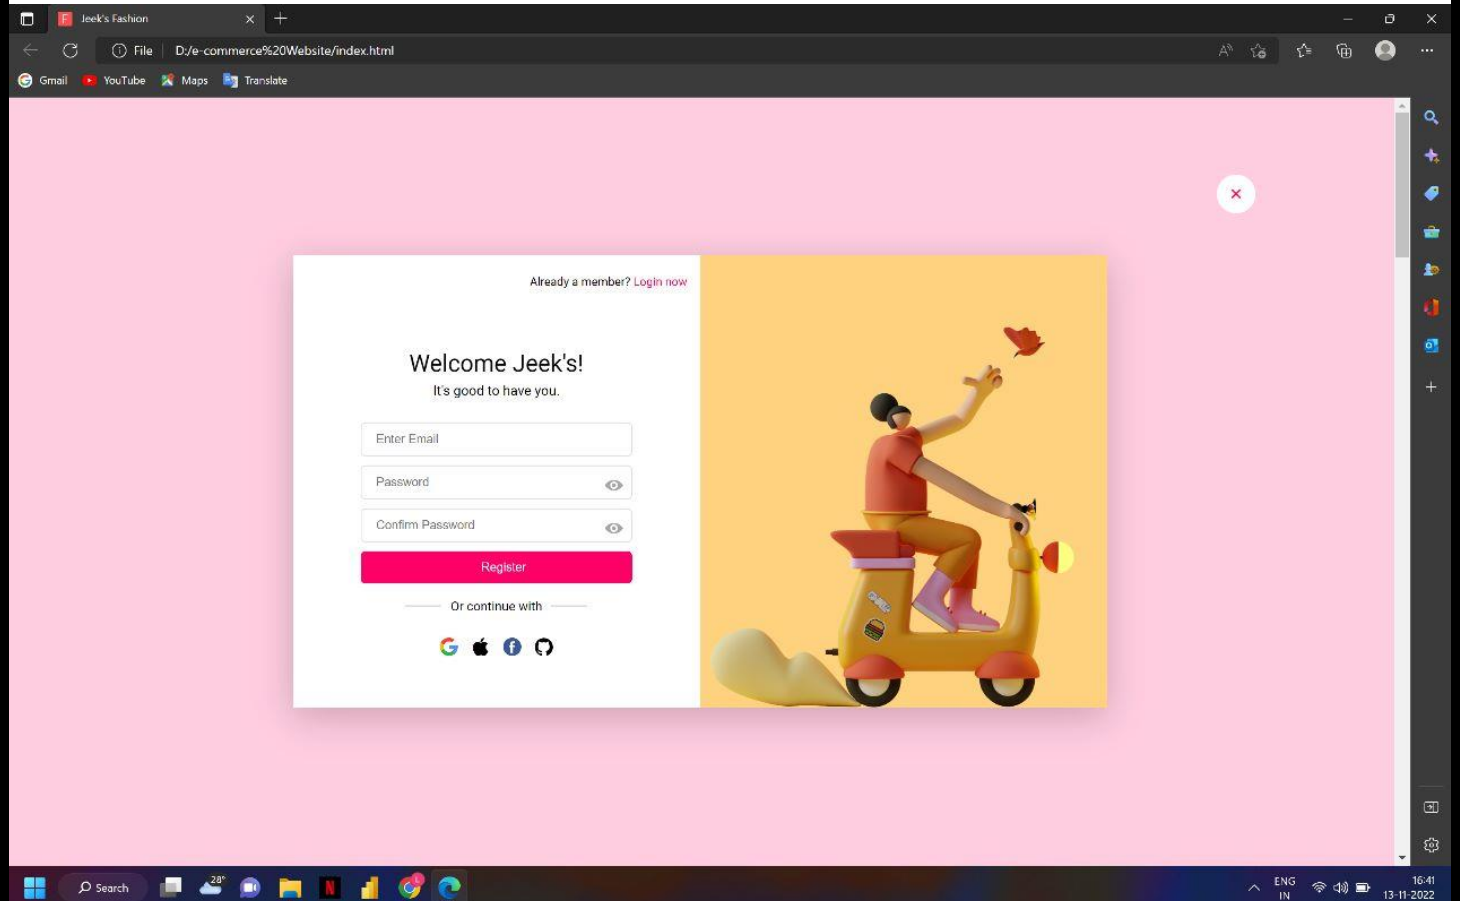 F Jeek's Fashion
File D:/e-commerce%20Website/index.html
Gmail YouTube Maps Translate
Already a member? Login now
Welcome Jeek's!
It's good to have you.
Enter Email
Password
Confirm Password
Register
Or continue with
Search
28°
ENG
IN
16:41
13-11-2022